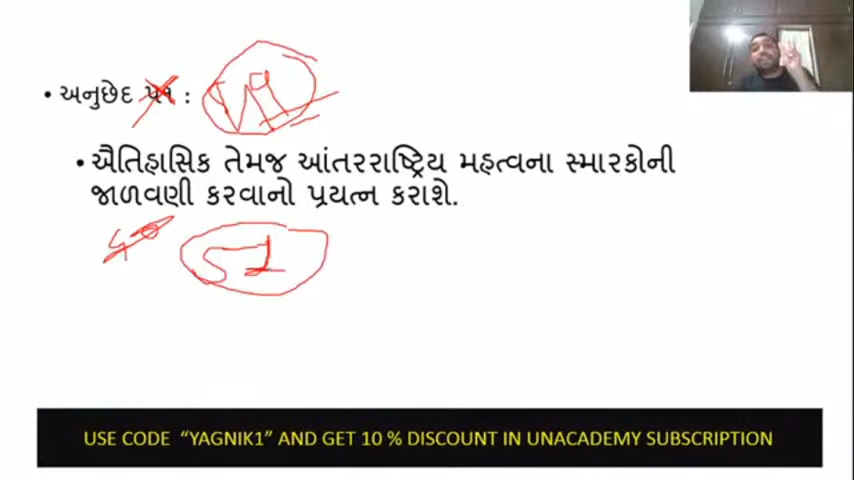 • અનુછેદ ૫૧ :
• ઐતિહાસિક તેમજ આંતરરાષ્ટ્રિય મહત્વના સ્મારકોની
જાળવણી કરવાનો પ્રયત્ન કરાશે.
51
USE CODE "YAGNIK1" AND GET 10 % DISCOUNT IN UNACADEMY SUBSCRIPTION